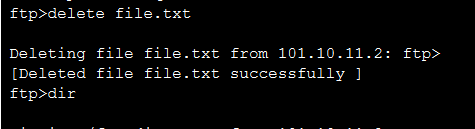 ftp>delete file.txt
Deleting file file.txt from 101.10.11.2: ftp>
[Deleted file file.txt successfully ]
ftp>dir